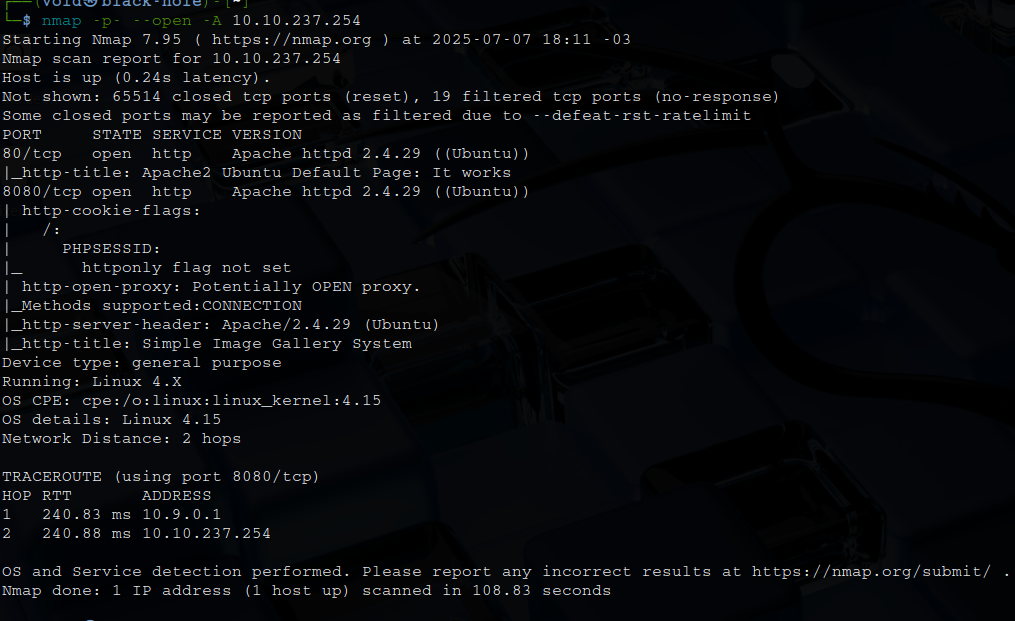 ┌──(void㉿black-hole)-[~]
└─$ nmap -p- --open -A 10.10.237.254
Starting Nmap 7.95 ( https://nmap.org ) at 2025-07-07 18:11 -03
Nmap scan report for 10.10.237.254
Host is up (0.24s latency).
Not shown: 65514 closed tcp ports (reset), 19 filtered tcp ports (no-response)
Some closed ports may be reported as filtered due to --defeat-rst-ratelimit
PORT     STATE SERVICE VERSION
80/tcp   open  http    Apache httpd 2.4.29 ((Ubuntu))
|_http-title: Apache2 Ubuntu Default Page: It works
8080/tcp open  http    Apache httpd 2.4.29 ((Ubuntu))
| http-cookie-flags:
|   /:
|     PHPSESSID:
|_      httponly flag not set
| http-open-proxy: Potentially OPEN proxy.
|_Methods supported:CONNECTION
|_http-server-header: Apache/2.4.29 (Ubuntu)
|_http-title: Simple Image Gallery System
Device type: general purpose
Running: Linux 4.X
OS CPE: cpe:/o:linux:linux_kernel:4.15
OS details: Linux 4.15
Network Distance: 2 hops
TRACEROUTE (using port 8080/tcp)
HOP RTT       ADDRESS
1   240.83 ms 10.9.0.1
2   240.88 ms 10.10.237.254
OS and Service detection performed. Please report any incorrect results at https://nmap.org/submit/ .
Nmap done: 1 IP address (1 host up) scanned in 108.83 seconds